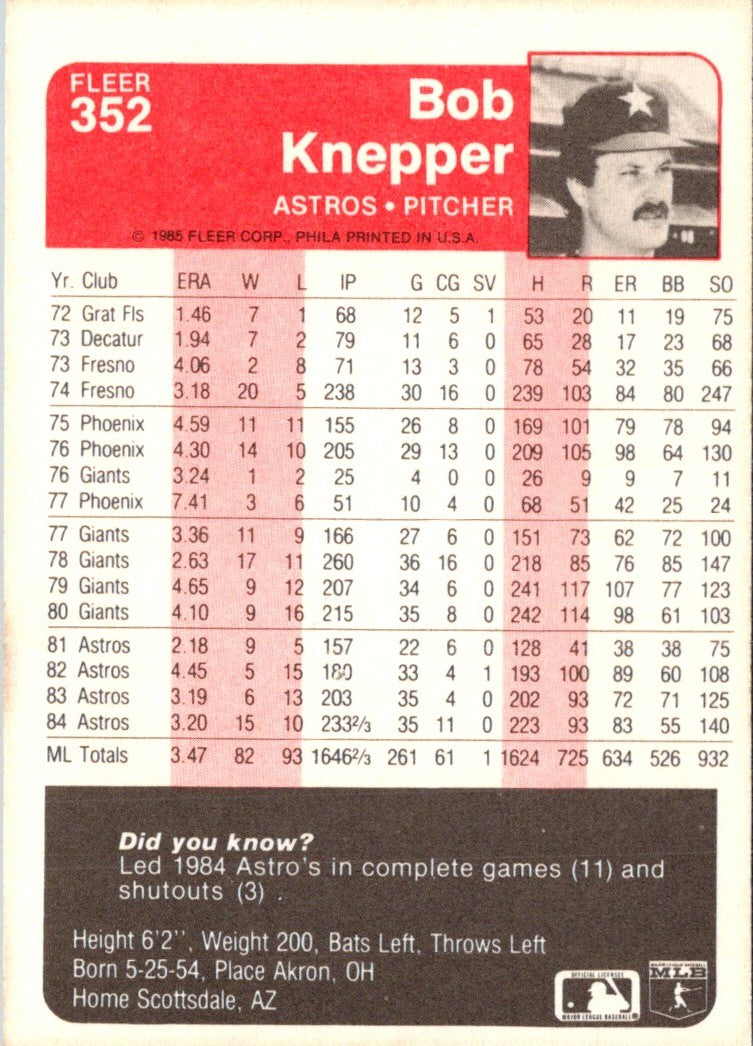 FLEER
352
Bob
Knepper
ASTROS • PITCHER
© 1985 FLEER CORP., PHILA PRINTED IN U.S.A.
Yr. Club ERA W L IP G CG SV H R ER BB SO
72 Grat Fls 1.46 7 1 68 12 5 1 53 20 11 19 75
73 Decatur 1.94 7 2 79 11 6 0 65 28 17 23 68
73 Fresno 4.06 2 8 71 13 3 0 78 54 32 35 66
74 Fresno 3.18 20 5 238 30 16 0 239 103 84 80 247
75 Phoenix 4.59 11 11 155 26 8 0 169 101 79 78 94
76 Phoenix 4.30 14 10 205 29 13 0 209 105 98 64 130
76 Giants 3.24 1 2 25 4 0 0 26 9 9 7 11
77 Phoenix 7.41 3 6 51 10 4 0 68 51 42 25 24
77 Giants 3.36 11 9 166 27 6 0 151 73 62 72 100
78 Giants 2.63 17 11 260 36 16 0 218 85 76 85 147
79 Giants 4.65 9 12 207 34 6 0 241 117 107 77 123
80 Giants 4.10 9 16 215 35 8 0 242 114 98 61 103
81 Astros 2.18 9 5 157 22 6 0 128 41 38 38 75
82 Astros 4.45 5 15 180 33 4 1 193 100 89 60 108
83 Astros 3.19 6 13 203 35 4 0 202 93 72 71 125
84 Astros 3.20 15 10 233 2/3 35 11 0 223 93 83 55 140
ML Totals 3.47 82 93 1646 2/3 261 61 1 1624 725 634 526 932
Did you know?
Led 1984 Astro's in complete games (11) and
shutouts (3) .
Height 6'2'', Weight 200, Bats Left, Throws Left
Born 5-25-54, Place Akron, OH
Home Scottsdale, AZ
OFFICIAL LICENSEE
MAJOR LEAGUE BASEBALL
MAJOR LEAGUE BASEBALL
MLB